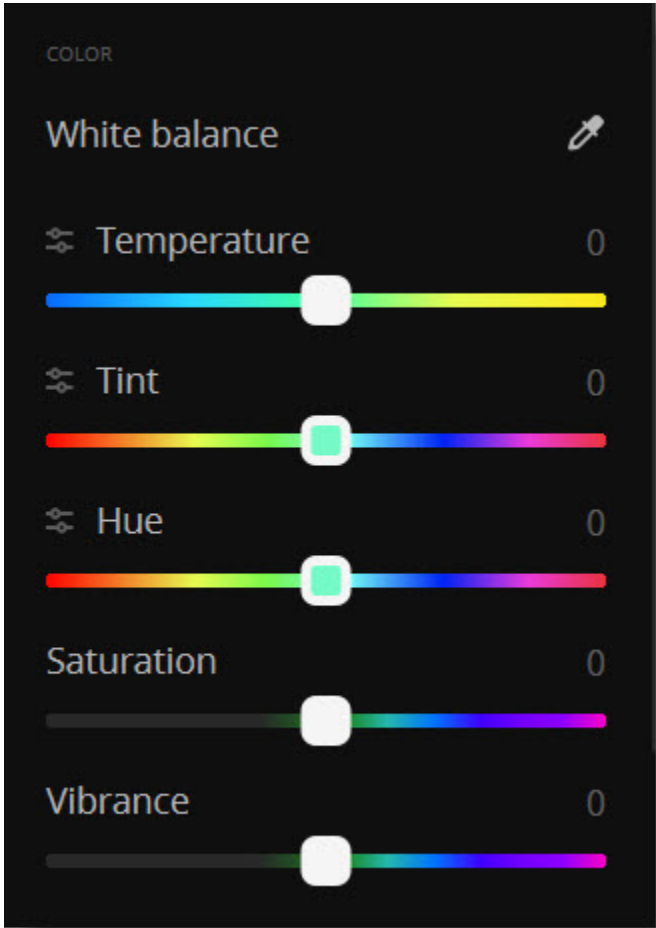 COLOR
White balance
Temperature 0
Tint 0
Hue 0
Saturation 0
Vibrance 0